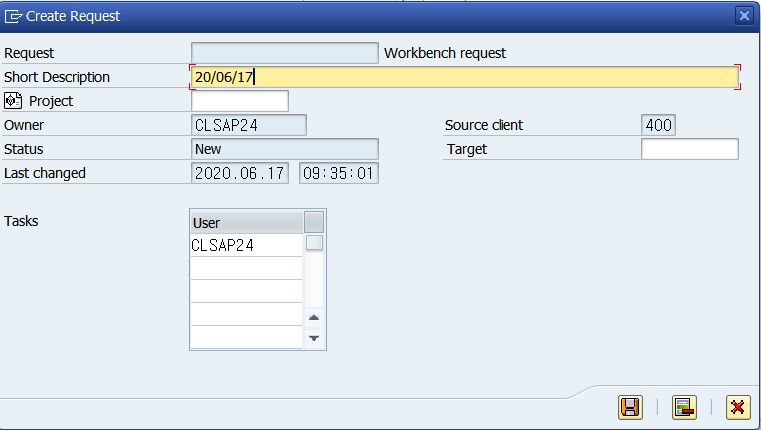 Create Request
Request Workbench request
Short Description 20/06/17
Project
Owner CLSAP24 Source client 400
Status New Target
Last changed 2020.06.17 09:35:01
Tasks User
CLSAP24